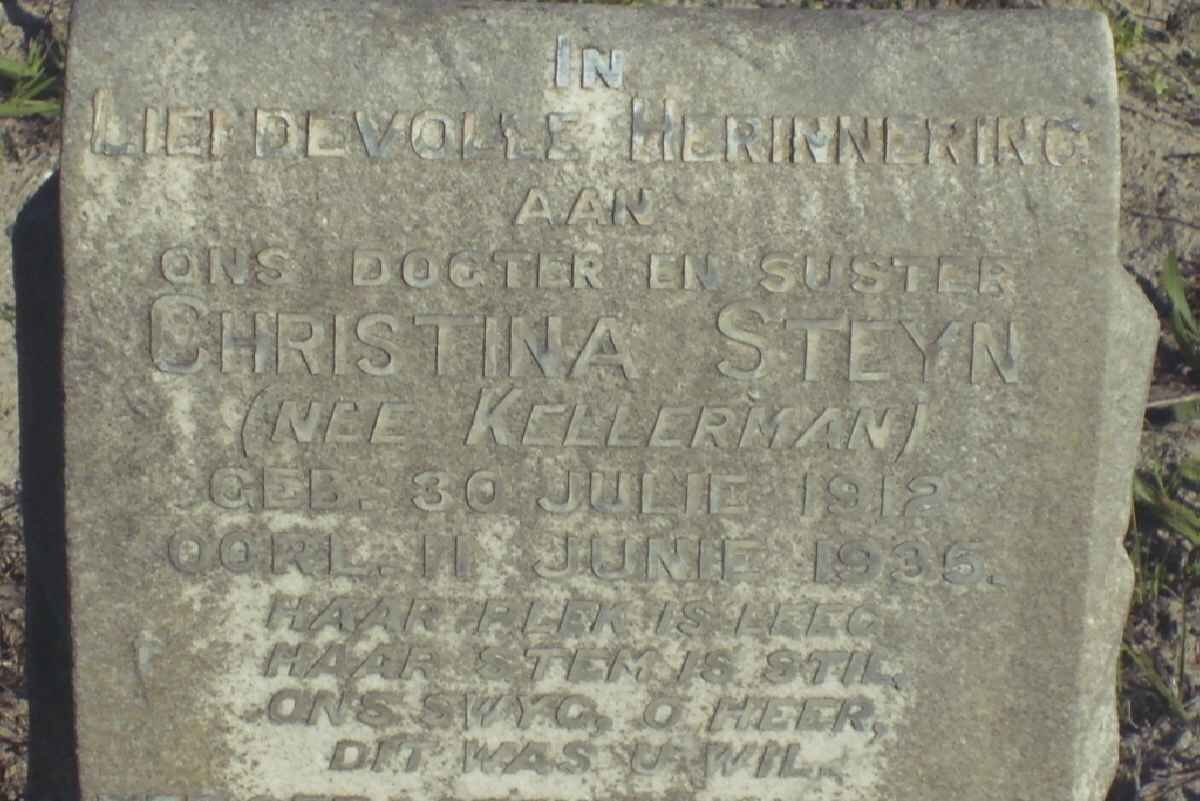 IN
LIEFDEVOLLE HERINNERING
AAN
ONS DOGTER EN SUSTER
CHRISTINA STEYN
(NEE KELLERMAN)
GEB. 30 JULIE 1912
OORL. 11 JUNIE 1935.
HAAR PLEK IS LEEG
HAAR STEM IS STIL,
ONS SWYG, O HEER,
DIT WAS U WIL.